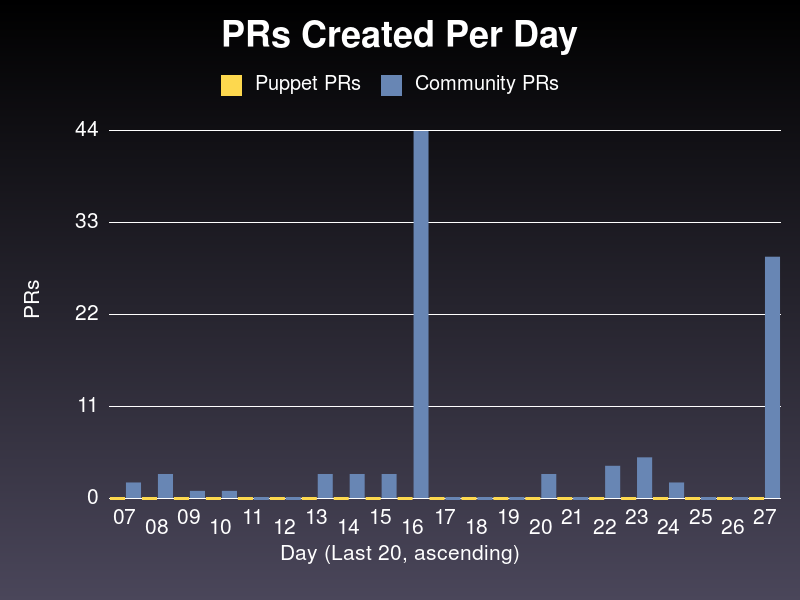 PRs Created Per Day
Puppet PRs Community PRs
44
33
22
11
0
PRs
07 08 09 10 11 12 13 14 15 16 17 18 19 20 21 22 23 24 25 26 27
Day (Last 20, ascending)